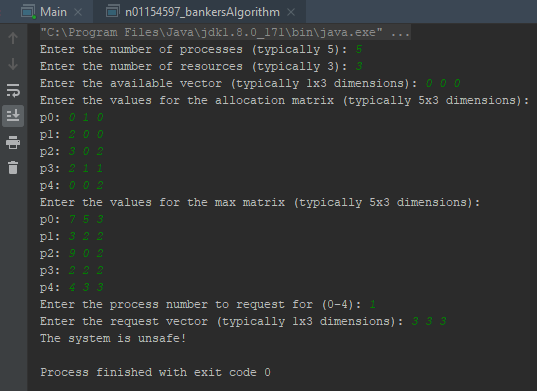 Main × n01154597_bankersAlgorithm ×
"C:\Program Files\Java\jdk1.8.0_171\bin\java.exe" ...
Enter the number of processes (typically 5): 5
Enter the number of resources (typically 3): 3
Enter the available vector (typically 1x3 dimensions): 0 0 0
Enter the values for the allocation matrix (typically 5x3 dimensions):
p0: 0 1 0
p1: 2 0 0
p2: 3 0 2
p3: 2 1 1
p4: 0 0 2
Enter the values for the max matrix (typically 5x3 dimensions):
p0: 7 5 3
p1: 3 2 2
p2: 9 0 2
p3: 2 2 2
p4: 4 3 3
Enter the process number to request for (0-4): 1
Enter the request vector (typically 1x3 dimensions): 3 3 3
The system is unsafe!
Process finished with exit code 0